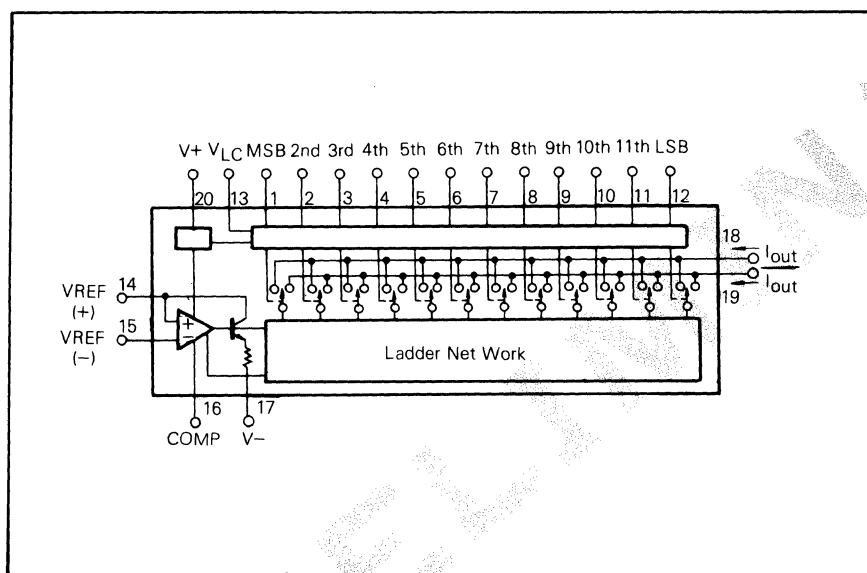 V+ VLC MSB 2nd 3rd 4th 5th 6th 7th 8th 9th 10th 11th LSB
20 13 1 2 3 4 5 6 7 8 9 10 11 12
18
Iout
14
VREF
(+)
19
Iout
15
VREF
(−)
+
−
Ladder Net Work
16 17
COMP V−